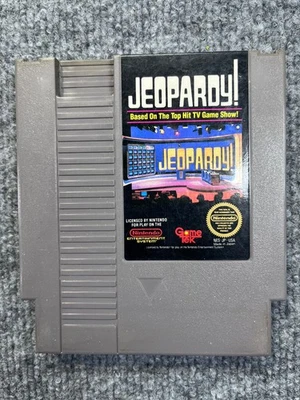 JEOPARDY!
Based On The Top Hit TV Game Show!
JEOPARDY!
LICENSED BY NINTENDO
FOR PLAY ON THE
Nintendo
ENTERTAINMENT
SYSTEM
GameTek
Nintendo
NES-JP-USA